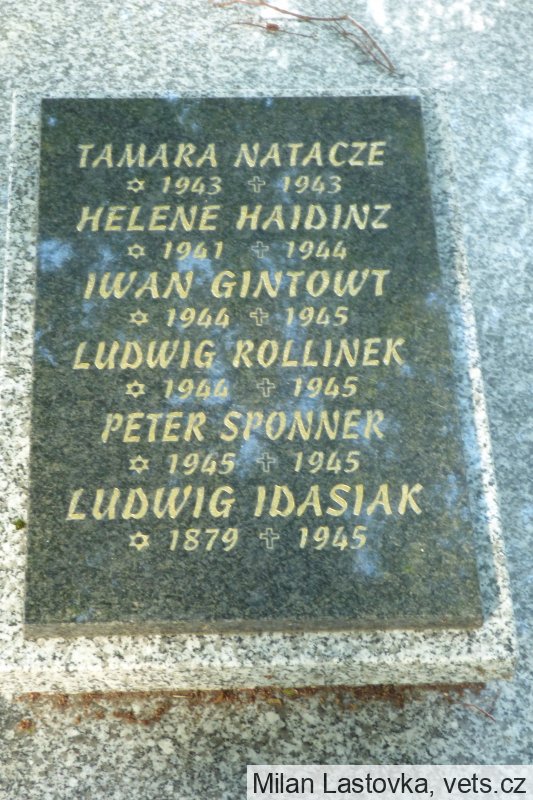 TAMARA NATACZE
✡ 1943 ✝ 1943
HELENE HAIDINZ
✡ 1941 ✝ 1944
IWAN GINTOWT
✡ 1944 ✝ 1945
LUDWIG ROLLINEK
✡ 1944 ✝ 1945
PETER SPONNER
✡ 1945 ✝ 1945
LUDWIG IDASIAK
✡ 1879 ✝ 1945
Milan Lastovka, vets.cz